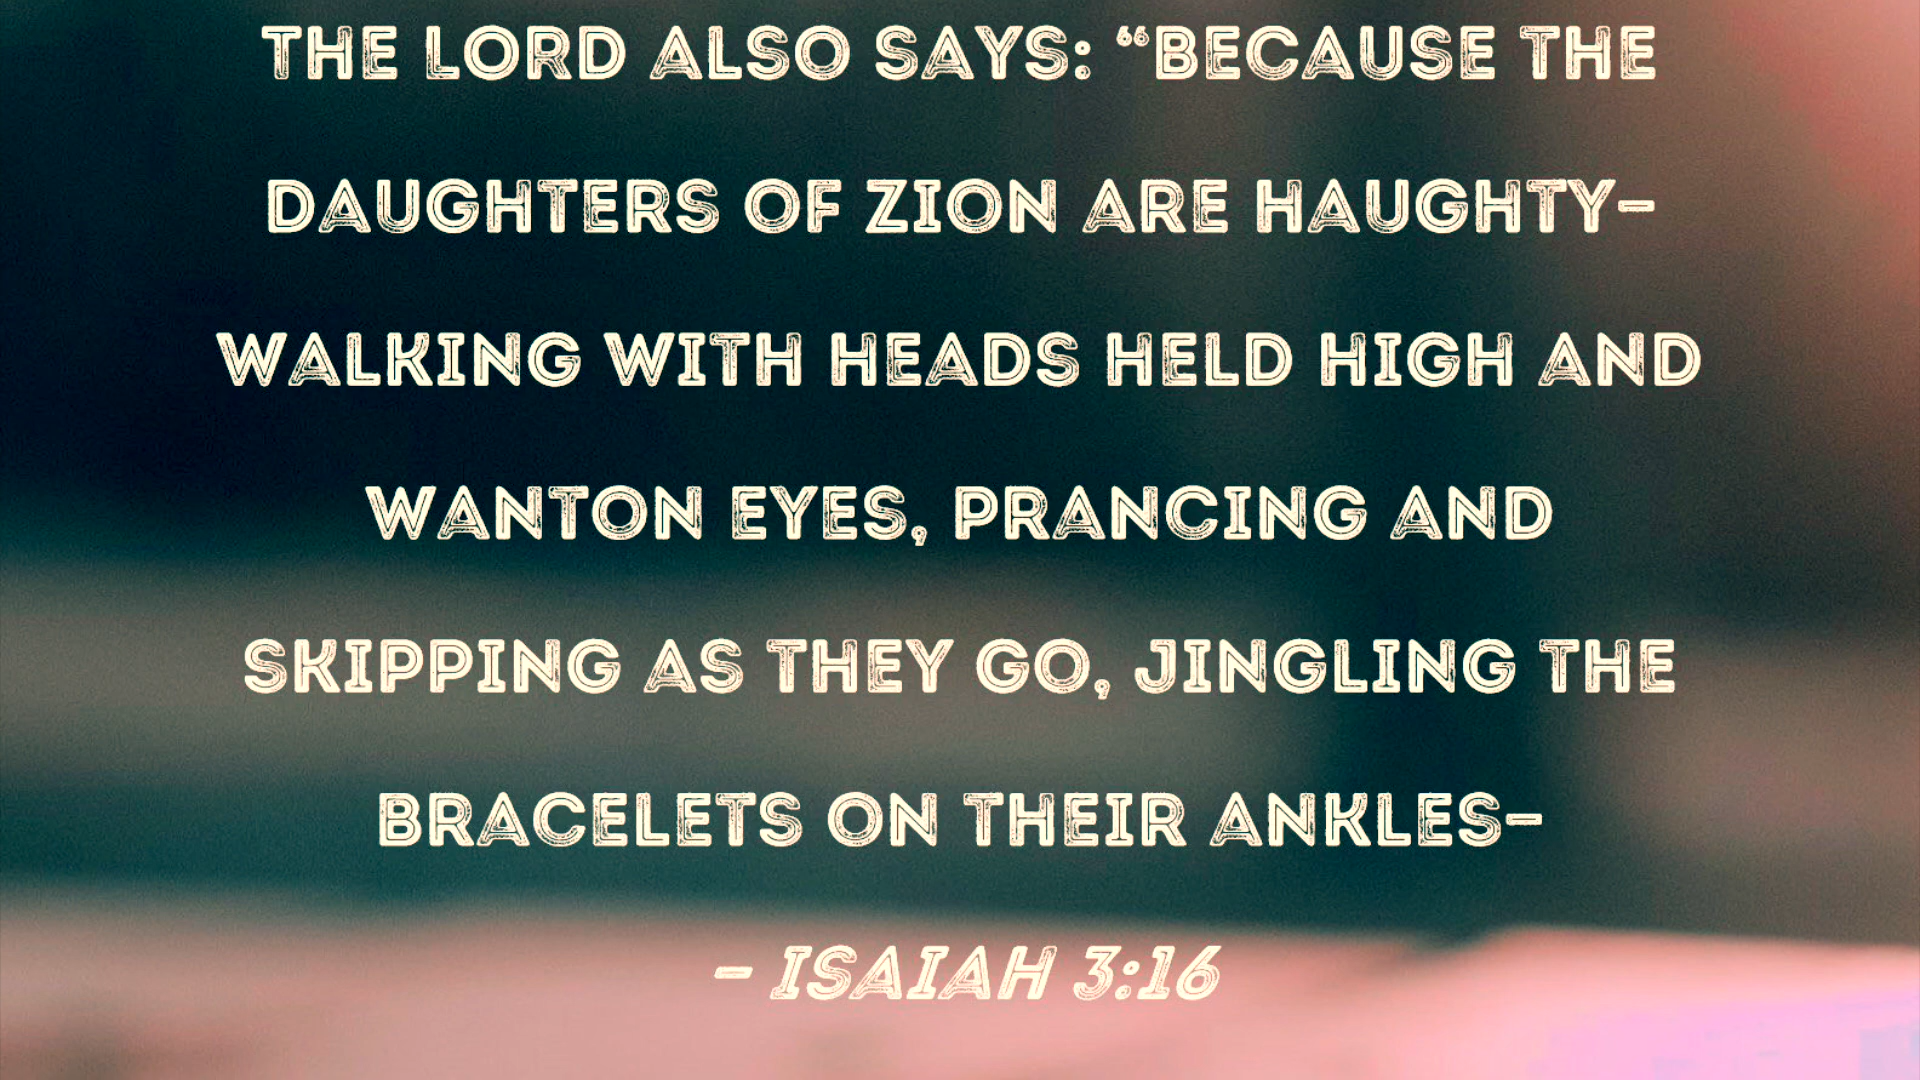 THE LORD ALSO SAYS: “BECAUSE THE
DAUGHTERS OF ZION ARE HAUGHTY—
WALKING WITH HEADS HELD HIGH AND
WANTON EYES, PRANCING AND
SKIPPING AS THEY GO, JINGLING THE
BRACELETS ON THEIR ANKLES—
- ISAIAH 3:16